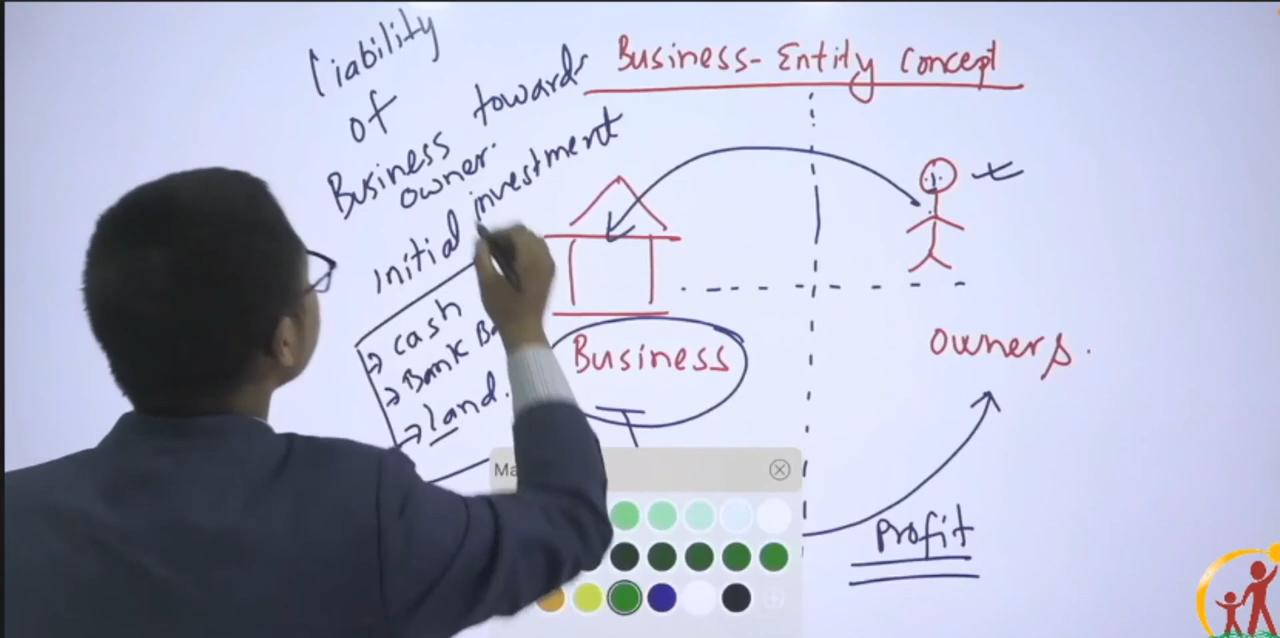 Business-Entity Concept
Liability
of
Business towards
owner.
Initial investment
→ cash
→ Bank
→ Land.
Business
Owners.
Profit